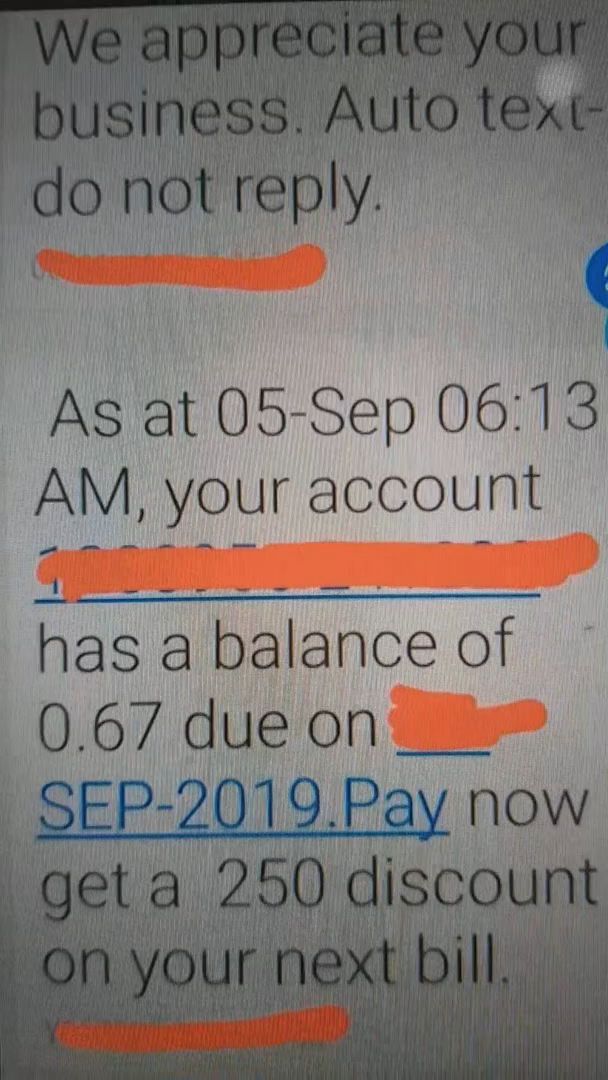 We appreciate your
business. Auto text-
do not reply.
As at 05-Sep 06:13
AM, your account
has a balance of
0.67 due on
SEP-2019.Pay now
get a 250 discount
on your next bill.